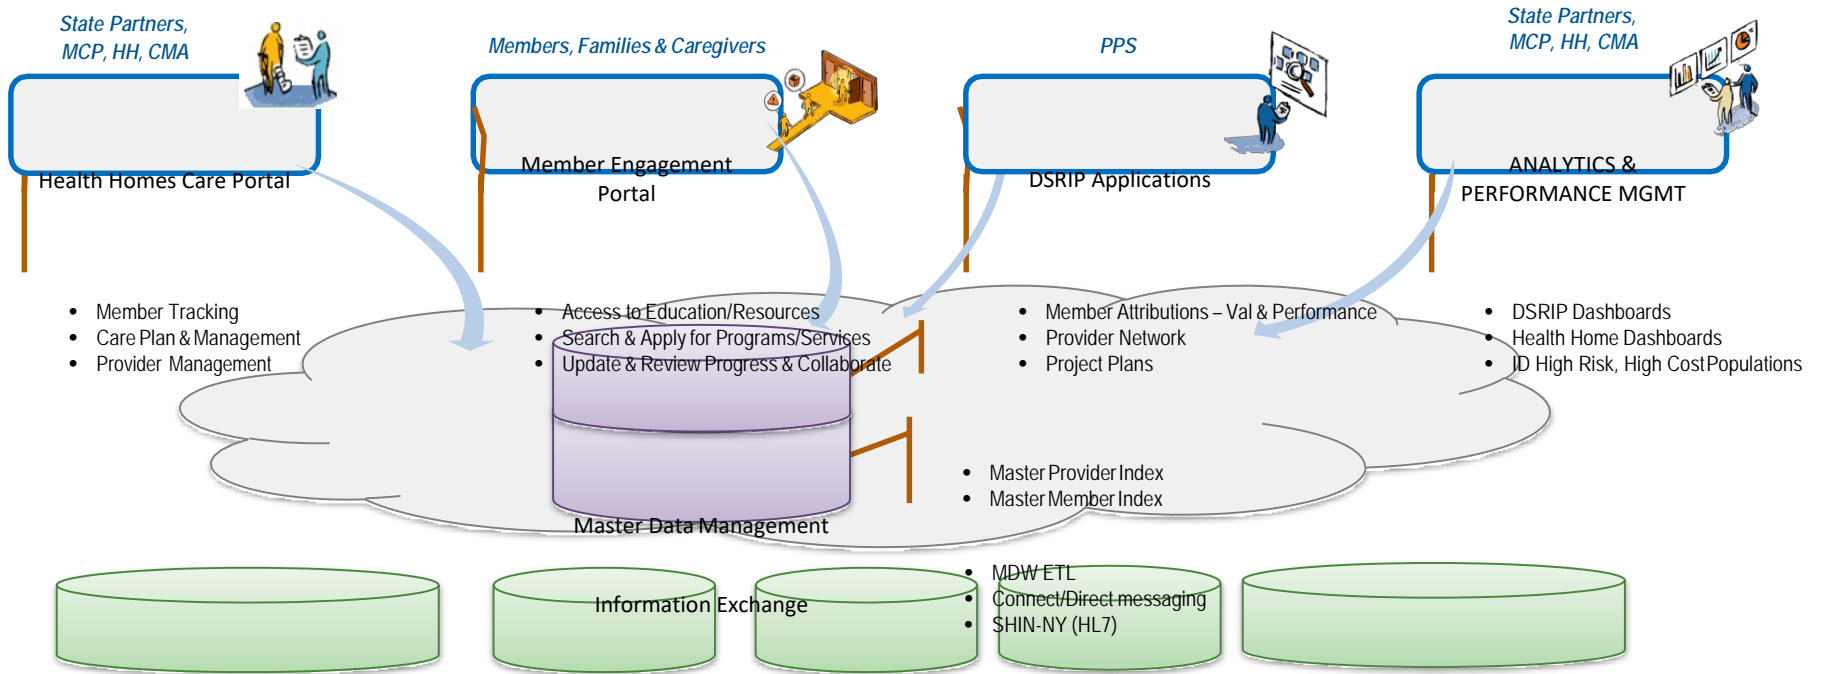 State Partners,
MCP, HH, CMA
Members, Families & Caregivers
PPS
State Partners,
MCP, HH, CMA
Health Homes Care Portal
Member Engagement
Portal
DSRIP Applications
ANALYTICS &
PERFORMANCE MGMT
• Member Tracking
• Care Plan & Management
• Provider Management
• Access to Education/Resources
• Search & Apply for Programs/Services
• Update & Review Progress & Collaborate
• Member Attributions – Val & Performance
• Provider Network
• Project Plans
• DSRIP Dashboards
• Health Home Dashboards
• ID High Risk, High Cost Populations
• Master Provider Index
• Master Member Index
Master Data Management
• MDW ETL
• Connect/Direct messaging
• SHIN-NY (HL7)
Information Exchange